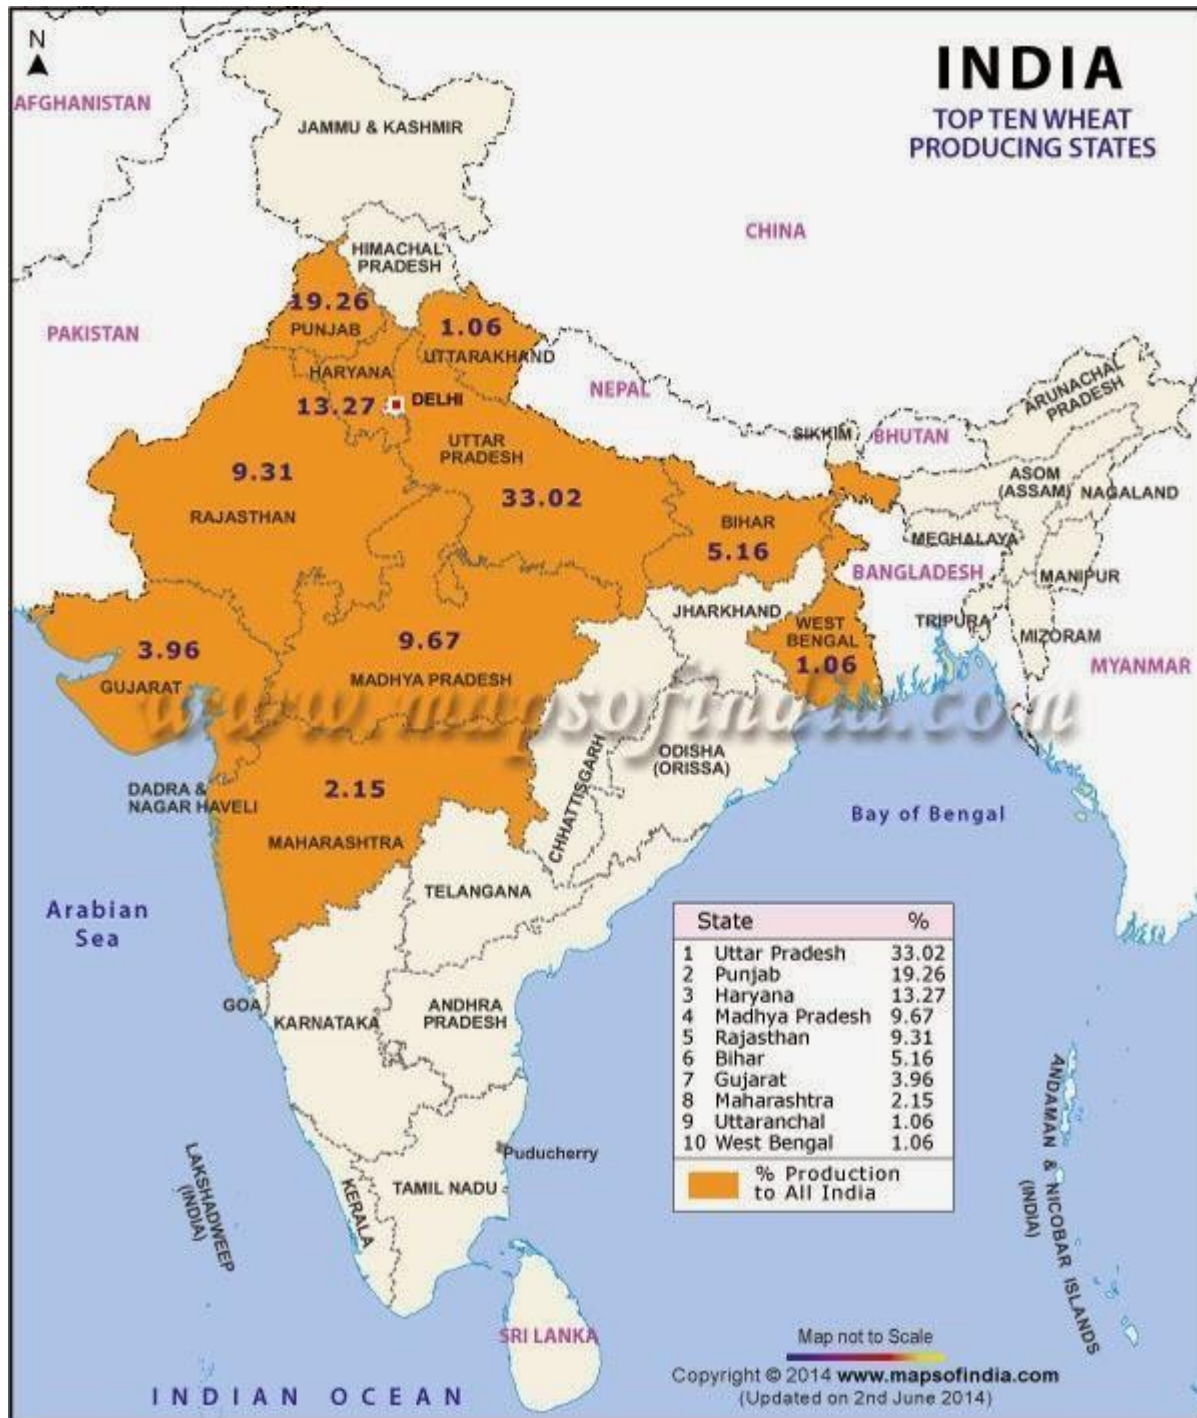 N
INDIA
TOP TEN WHEAT
PRODUCING STATES
AFGHANISTAN
JAMMU & KASHMIR
CHINA
HIMACHAL
PRADESH
19.26
PUNJAB
1.06
UTTARAKHAND
PAKISTAN
HARYANA
NEPAL
13.27
DELHI
ARUNACHAL
PRADESH
SIKKIM
BHUTAN
UTTAR
PRADESH
9.31
33.02
RAJASTHAN
ASOM
(ASSAM)
NAGALAND
BIHAR
5.16
MEGHALAYA
BANGLADESH
MANIPUR
JHARKHAND
TRIPURA
MIZORAM
WEST
BENGAL
1.06
MYANMAR
3.96
GUJARAT
9.67
MADHYA PRADESH
www.mapsofindia.com
ODISHA
(ORISSA)
CHHATTISGARH
DADRA &
NAGAR HAVELI
2.15
MAHARASHTRA
Bay of Bengal
TELANGANA
Arabian
Sea
State %
1 Uttar Pradesh 33.02
2 Punjab 19.26
3 Haryana 13.27
4 Madhya Pradesh 9.67
5 Rajasthan 9.31
6 Bihar 5.16
7 Gujarat 3.96
8 Maharashtra 2.15
9 Uttaranchal 1.06
10 West Bengal 1.06
% Production
to All India
GOA
KARNATAKA
ANDHRA
PRADESH
ANDAMAN & NICOBAR ISLANDS
(INDIA)
LAKSHADWEEP
(INDIA)
Puducherry
KERALA
TAMIL NADU
SRI LANKA
INDIAN OCEAN
Map not to Scale
Copyright © 2014 www.mapsofindia.com
(Updated on 2nd June 2014)